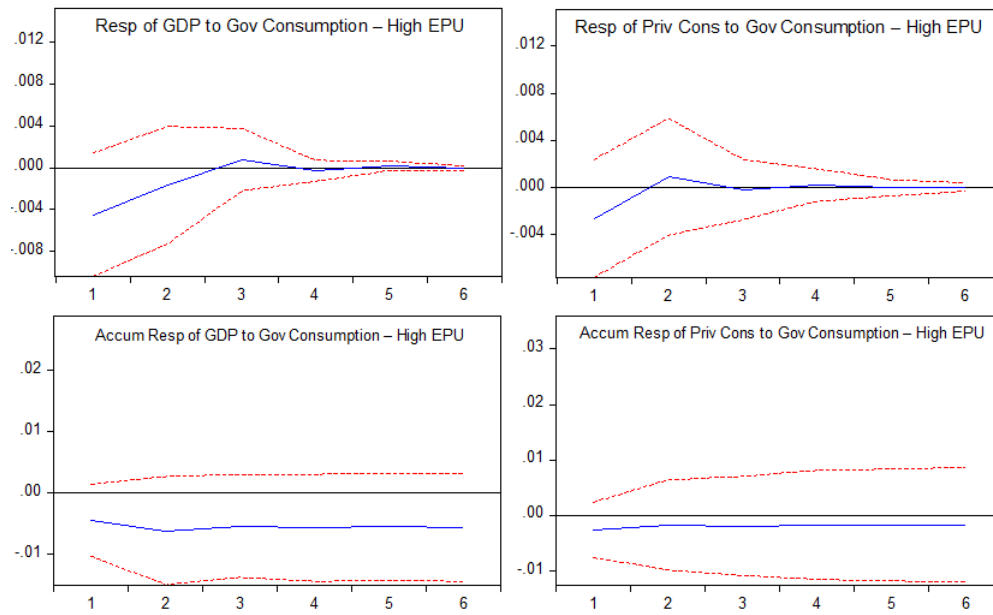 Resp of GDP to Gov Consumption – High EPU
.012
.008
.004
.000
-.004
-.008
1 2 3 4 5 6
Resp of Priv Cons to Gov Consumption – High EPU
.012
.008
.004
.000
-.004
1 2 3 4 5 6
Accum Resp of GDP to Gov Consumption – High EPU
.02
.01
.00
-.01
1 2 3 4 5 6
Accum Resp of Priv Cons to Gov Consumption – High EPU
.03
.010
.00
-.01
1 2 3 4 5 6